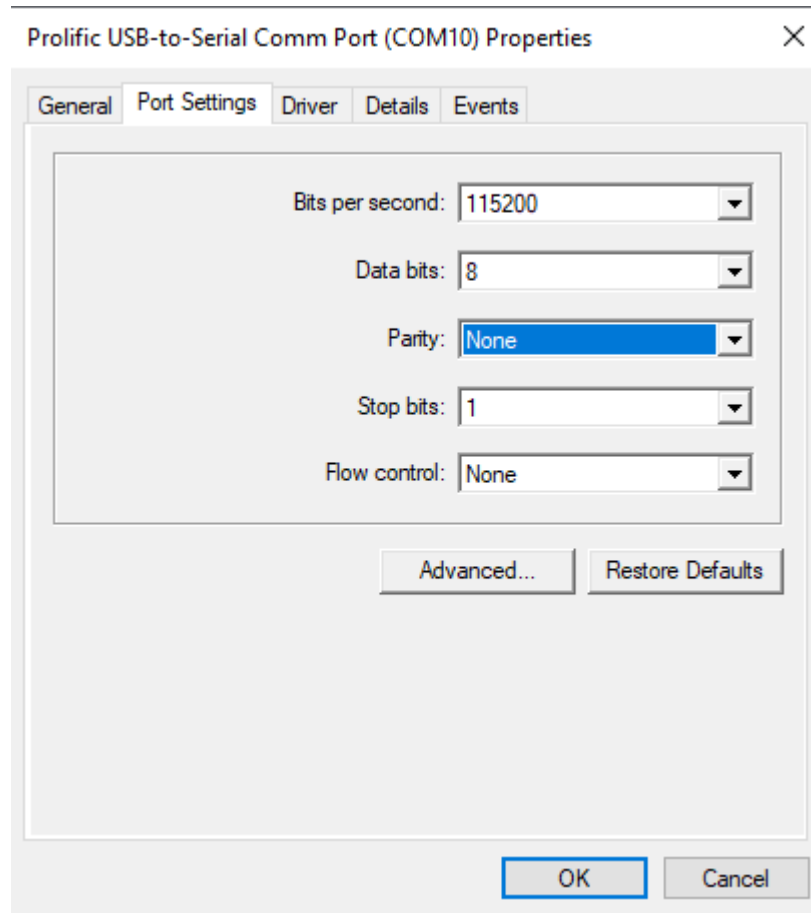 Prolific USB-to-Serial Comm Port (COM10) Properties
General Port Settings Driver Details Events
Bits per second: 115200
Data bits: 8
Parity: None
Stop bits: 1
Flow control: None
Advanced... Restore Defaults
OK Cancel